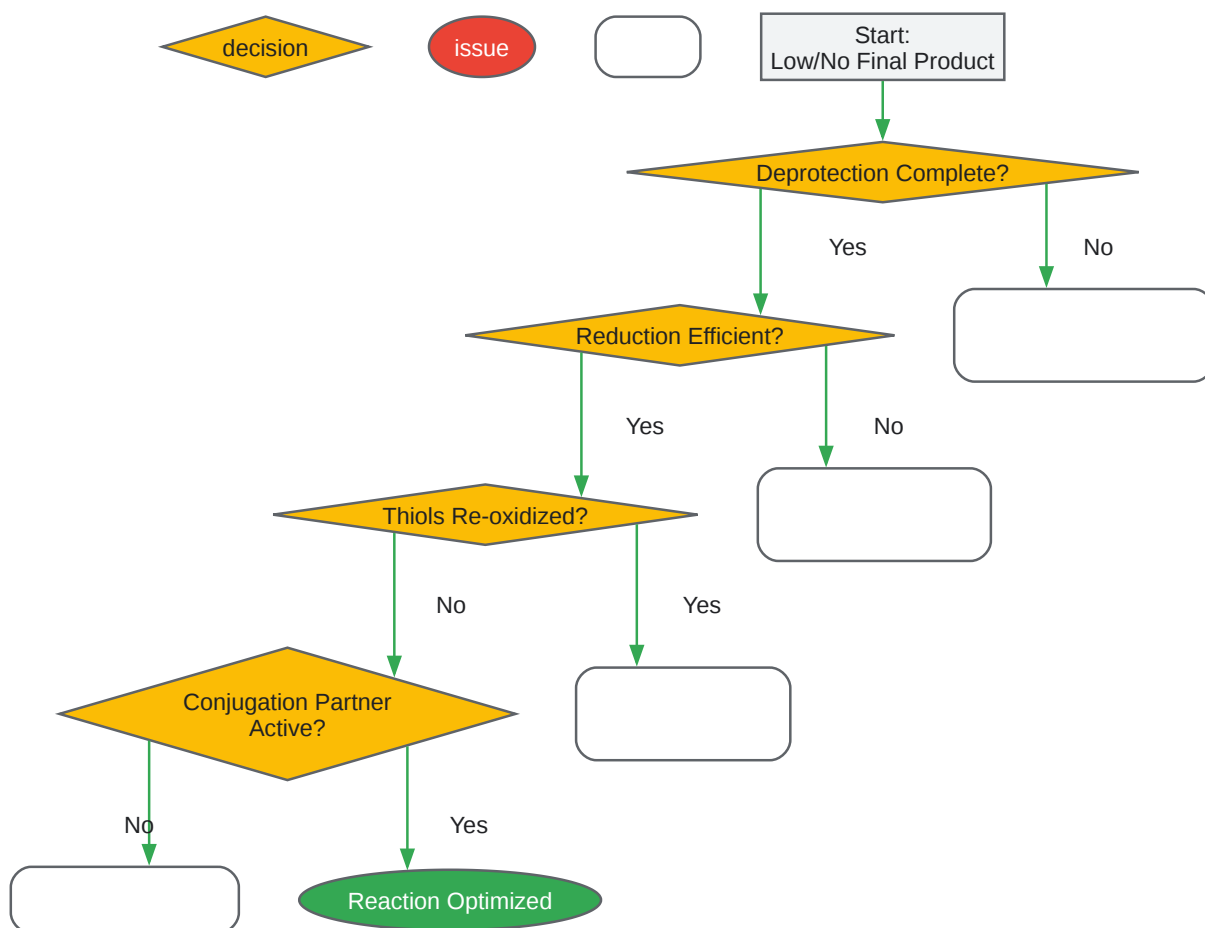 decision
issue
Start:
Low/No Final Product
Deprotection Complete?
Yes
No
Reduction Efficient?
Yes
No
Thiols Re-oxidized?
No
Yes
Conjugation Partner
Active?
No
Yes
Reaction Optimized